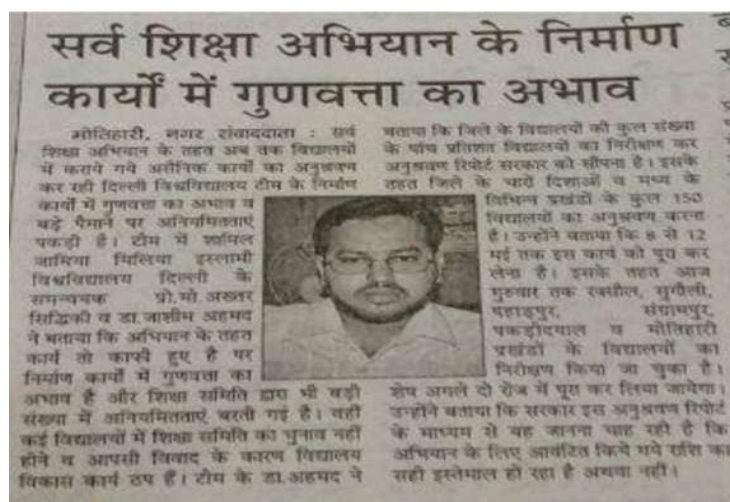 सर्व शिक्षा अभियान के निर्माण
कार्यों में गुणवत्ता का अभाव
मोतिहारी, नगर संवाददाता : सर्व
शिक्षा अभियान के तहत अब तक विद्यालयों
में कराये गये असैनिक कार्यों का अनुश्रवण
कर रही दिल्ली विश्वविद्यालय टीम के निर्माण
कार्यों में गुणवत्ता का अभाव व
बड़े पैमाने पर अनियमितताएं
पकड़ी है। टीम में शामिल
जामिया मिलिया इस्लामी
विश्वविद्यालय दिल्ली के
समन्वयक प्रो.मो.अख्तर
सिद्दिकी व डा.जाशीम अहमद
ने बताया कि अभियान के तहत
कार्य तो काफी हुए है पर
निर्माण कार्यों में गुणवत्ता का
अभाव है और शिक्षा समिति द्वारा भी बड़ी
संख्या में अनियमितताएं बरती गई है। वहीं
कई विद्यालयों में शिक्षा समिति का चुनाव नहीं
होने व आपसी विवाद के कारण विद्यालय
विकास कार्य ठप हैं। टीम के डा.अहमद ने
बताया कि जिले के विद्यालयों की कुल संख्या
के पांच प्रतिशत विद्यालयों का निरीक्षण कर
अनुश्रवण रिपोर्ट सरकार को सौंपना है। इसके
तहत जिले के चारों दिशाओं व मध्य के
विभिन्न प्रखंडों के कुल 150
विद्यालयों का अनुश्रवण करना
है। उन्होंने बताया कि 8 से 12
मई तक इस कार्य को पूरा कर
लेना है। इसके तहत आज
गुरुवार तक रक्सौल, सुगौली,
पहाड़पुर, संग्रामपुर,
पकड़ीदयाल व मोतिहारी
प्रखंडों के विद्यालयों का
निरीक्षण किया जा चुका है।
शेष अगले दो रोज में पूरा कर लिया जायेगा।
उन्होंने बताया कि सरकार इस अनुश्रवण रिपोर्ट
के माध्यम से यह जानना चाह रही है कि
अभियान के लिए आवंटित किये गये राशि का
सही इस्तेमाल हो रहा है अथवा नहीं।